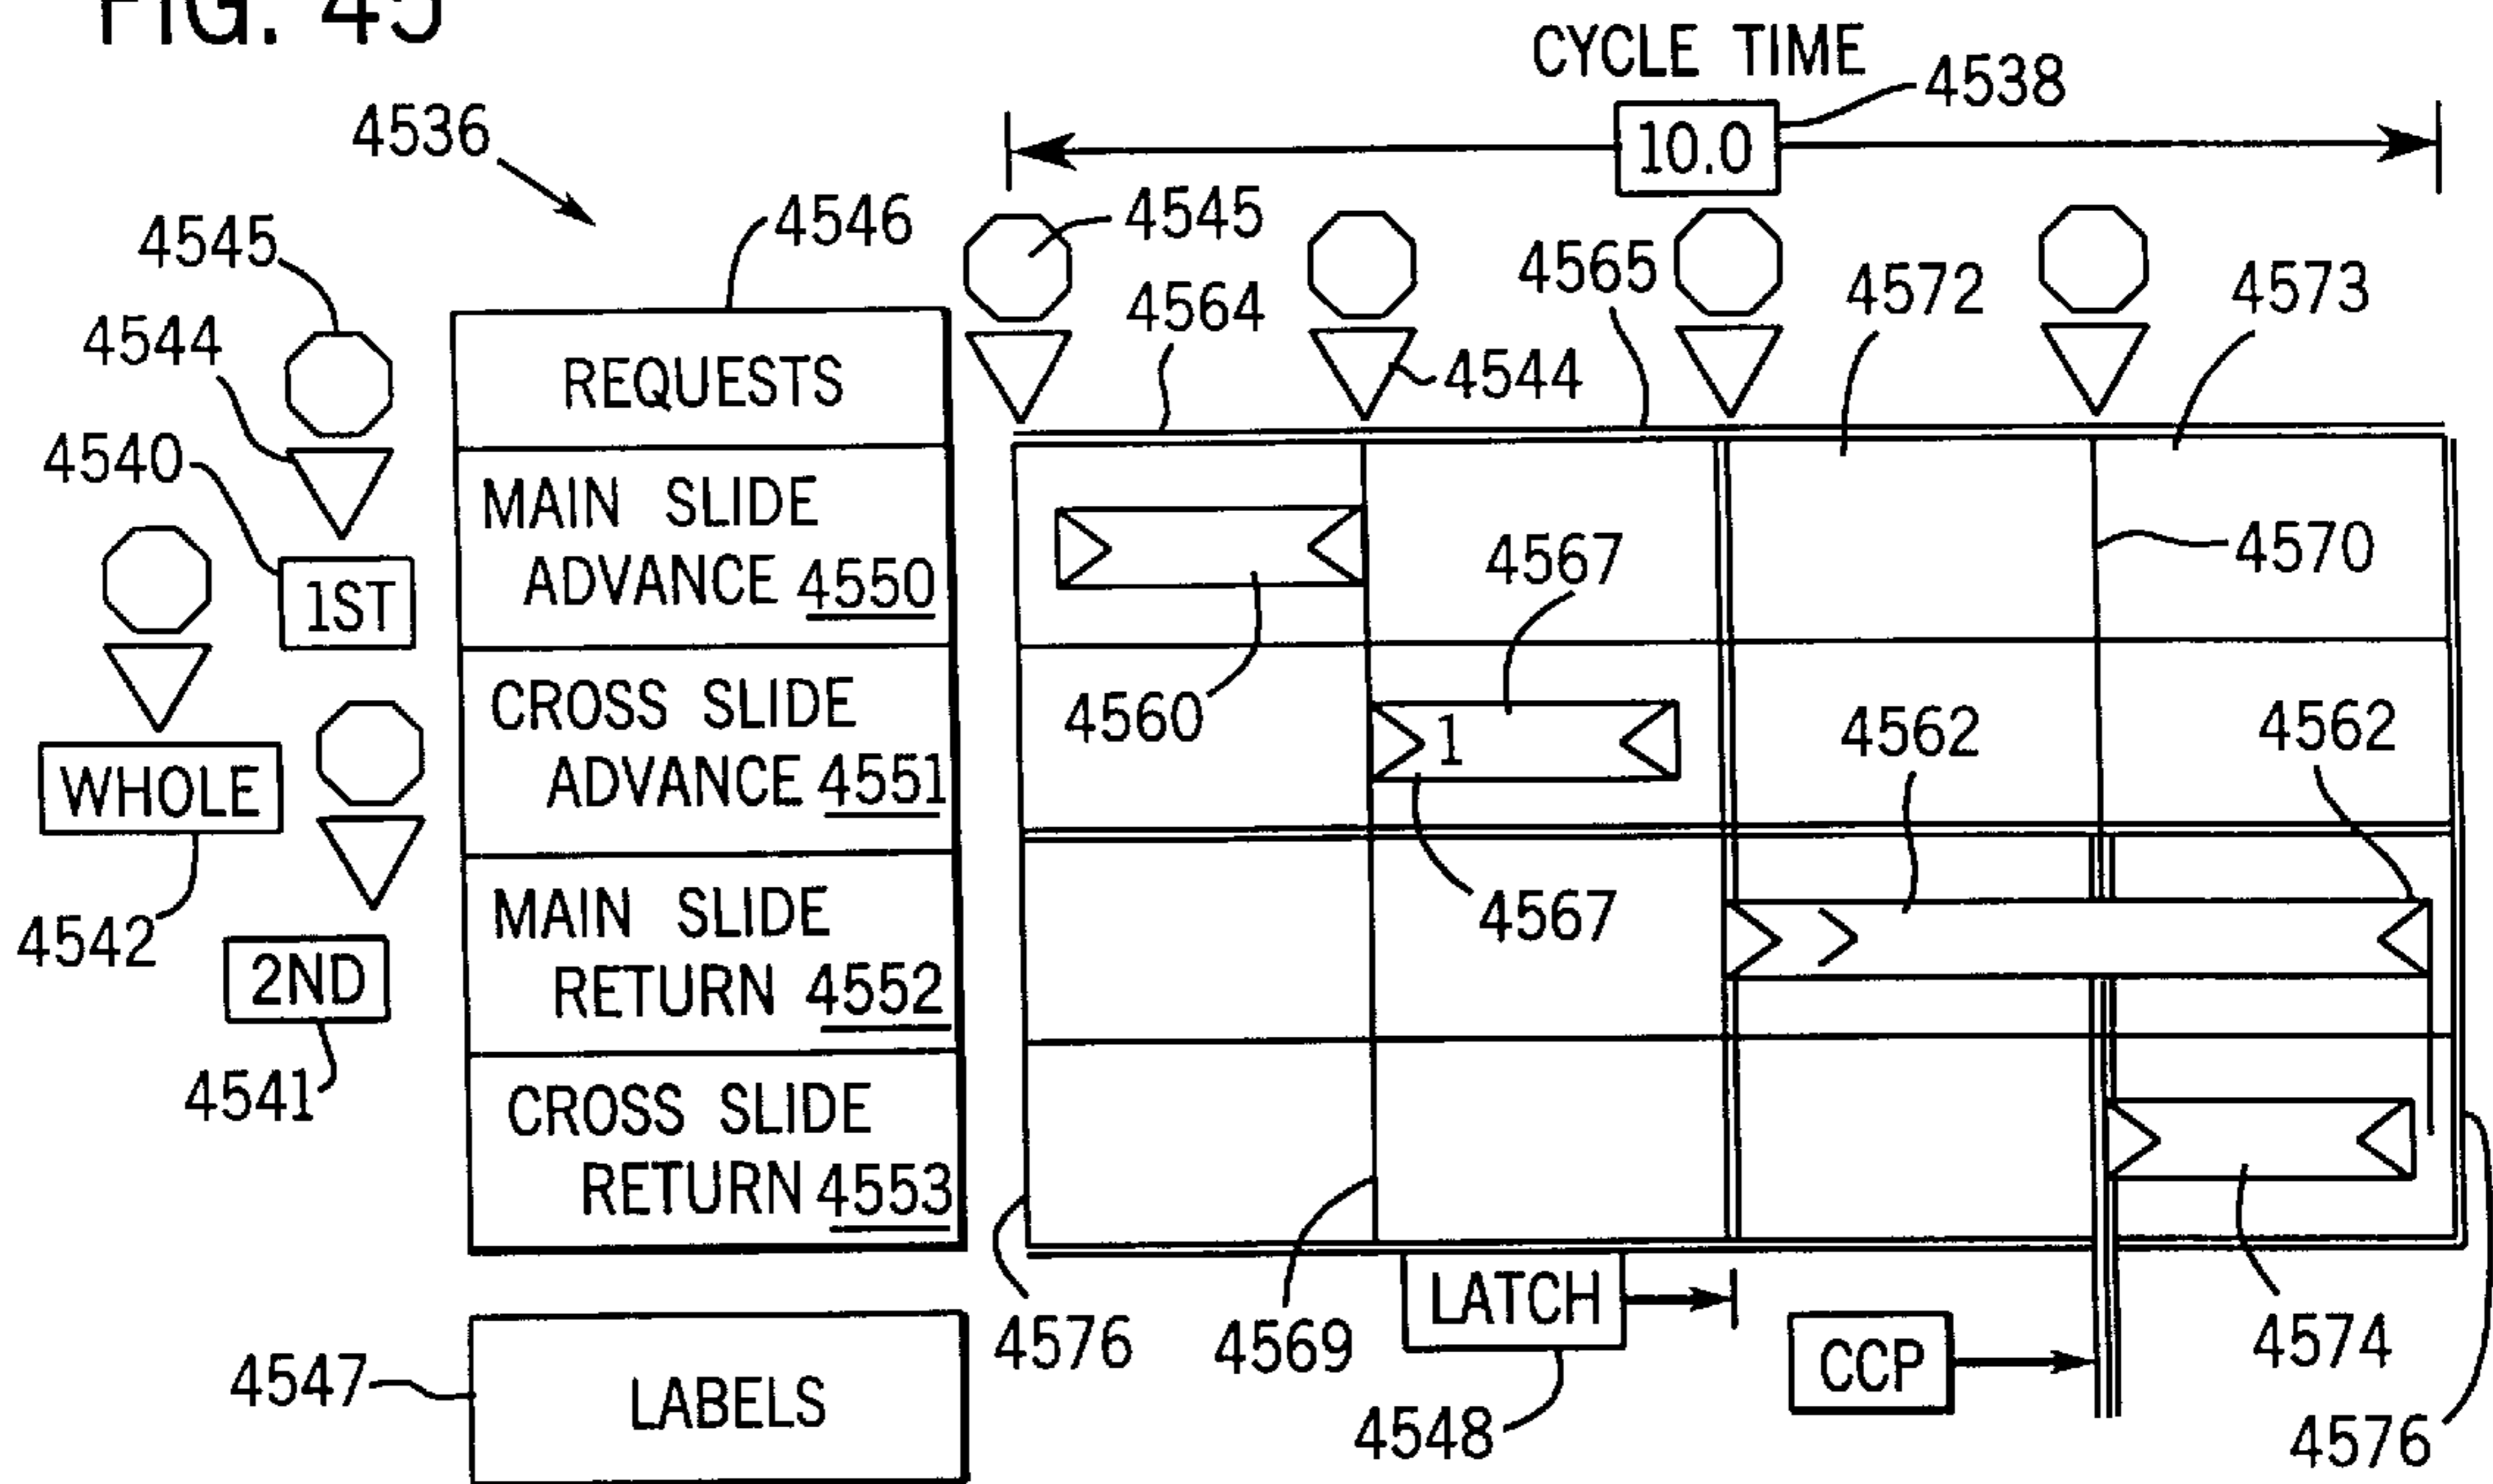 FIG. 45
CYCLE TIME
4538
10.0
4536
4545
4546
4545
4564
4565
4572
4573
4544
4544
4540
REQUESTS
MAIN SLIDE
ADVANCE 4550
1ST
4567
4570
4560
CROSS SLIDE
ADVANCE 4551
1
4562
4562
WHOLE
4567
4542
MAIN SLIDE
RETURN 4552
2ND
4541
CROSS SLIDE
RETURN 4553
LATCH
4576
4569
CCP
4574
4547
LABELS
4548
4576